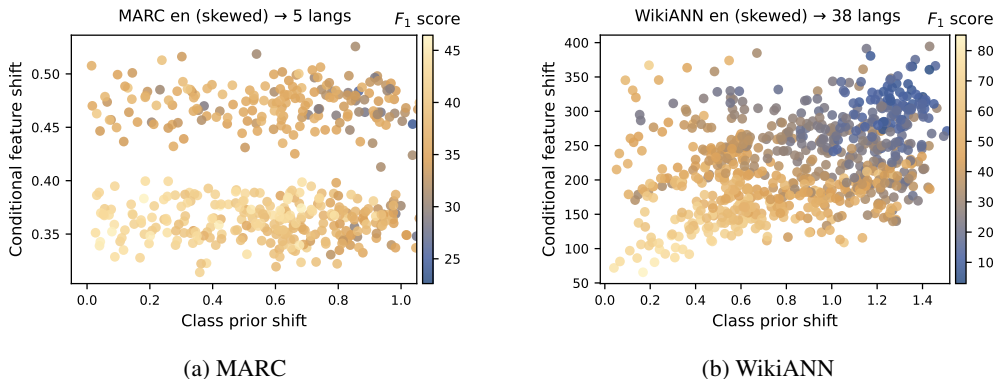 MARC en (skewed) → 5 langs
F1 score
0.50
0.45
0.40
0.35
Conditional feature shift
0.0 0.2 0.4 0.6 0.8 1.0
Class prior shift
45
40
35
30
25
(a) MARC
WikiANN en (skewed) → 38 langs
F1 score
400
350
300
250
200
150
100
50
Conditional feature shift
0.0 0.2 0.4 0.6 0.8 1.0 1.2 1.4
Class prior shift
80
70
60
50
40
30
20
10
(b) WikiANN